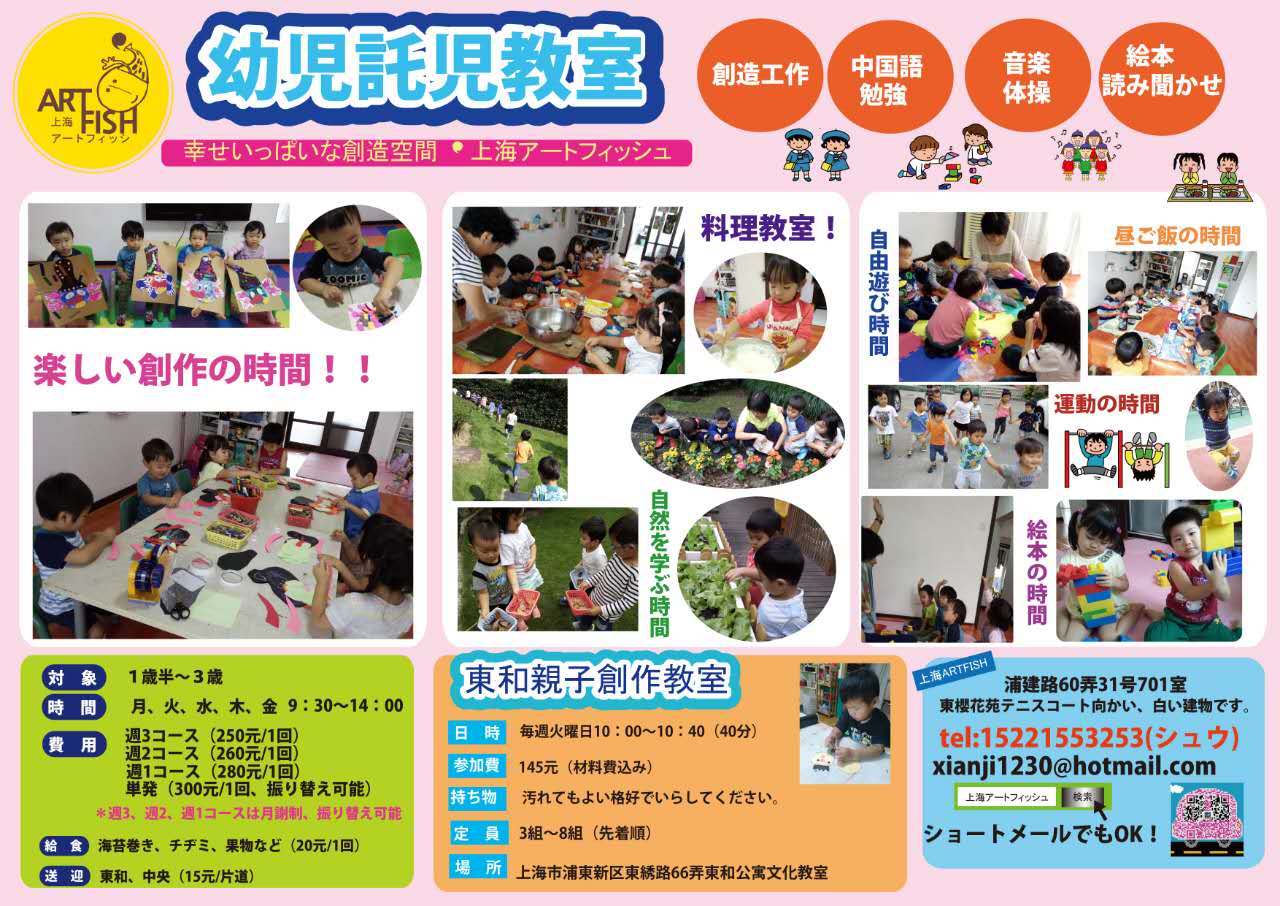 ART
上海 FISH
アートフィッシ
幼児託児教室
幸せいっぱいな創造空間 ・上海アートフィッシュ
創造工作
中国語
勉強
音楽
体操
絵本
読み聞かせ
楽しい創作の時間！！
料理教室！
自然を学ぶ時間
自由遊び時間
昼ご飯の時間
運動の時間
絵本の時間
対 象 １歳半～３歳
時 間 月、火、水、木、金 9：30～14：00
費 用 週3コース（250元/1回）
週2コース（260元/1回）
週1コース（280元/1回）
単発（300元/1回、振り替え可能）
＊週3、週2、週1コースは月謝制、振り替え可能
給 食 海苔巻き、チヂミ、果物など（20元/1回）
送 迎 東和、中央（15元/片道）
東和親子創作教室
日 時 毎週火曜日10：00～10：40（40分）
参加費 145元（材料費込み）
持ち物 汚れてもよい格好でいらしてください。
定 員 3組～8組（先着順）
場 所 上海市浦東新区東綉路66弄東和公寓文化教室
上海ARTFISH
浦建路60弄31号701室
東櫻花苑テニスコート向かい、白い建物です。
tel:15221553253(シュウ)
xianji1230@hotmail.com
上海アートフィッシュ 検索
ショートメールでもOK！